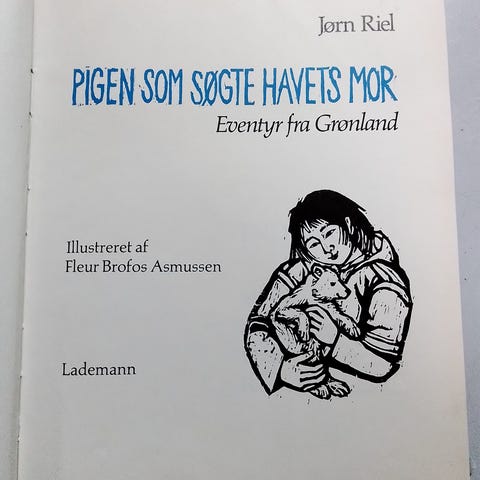 Jørn Riel
PIGEN SOM SØGTE HAVETS MOR
Eventyr fra Grønland
Illustreret af
Fleur Brofos Asmussen
Lademann